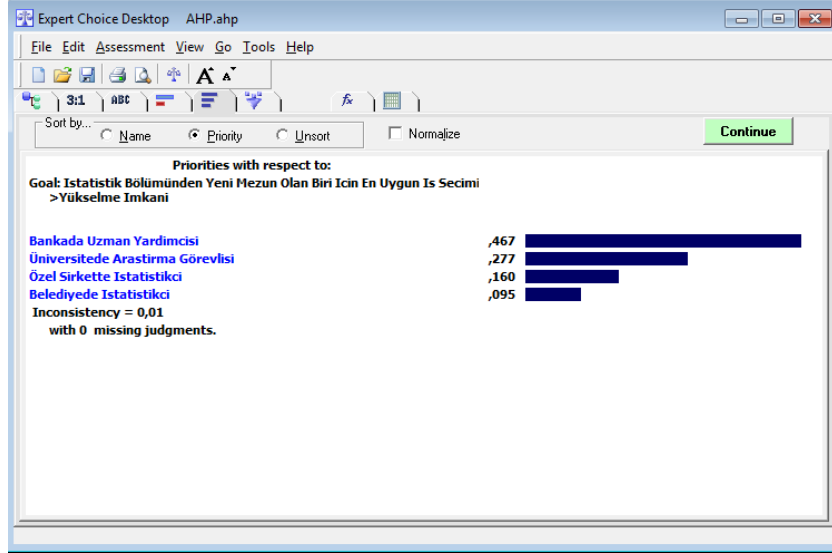 Expert Choice Desktop AHP.ahp
File Edit Assessment View Go Tools Help
A A
3:1 ABC fx
Sort by... Name Priority Unsort Normalize Continue
Priorities with respect to:
Goal: Istatistik Bölümünden Yeni Mezun Olan Biri Icin En Uygun Is Secimi
>Yükselme Imkani
Bankada Uzman Yardimcisi ,467
Üniversitede Arastirma Görevlisi ,277
Özel Sirkette Istatistikci ,160
Belediyede Istatistikci ,095
Inconsistency = 0,01
with 0 missing judgments.